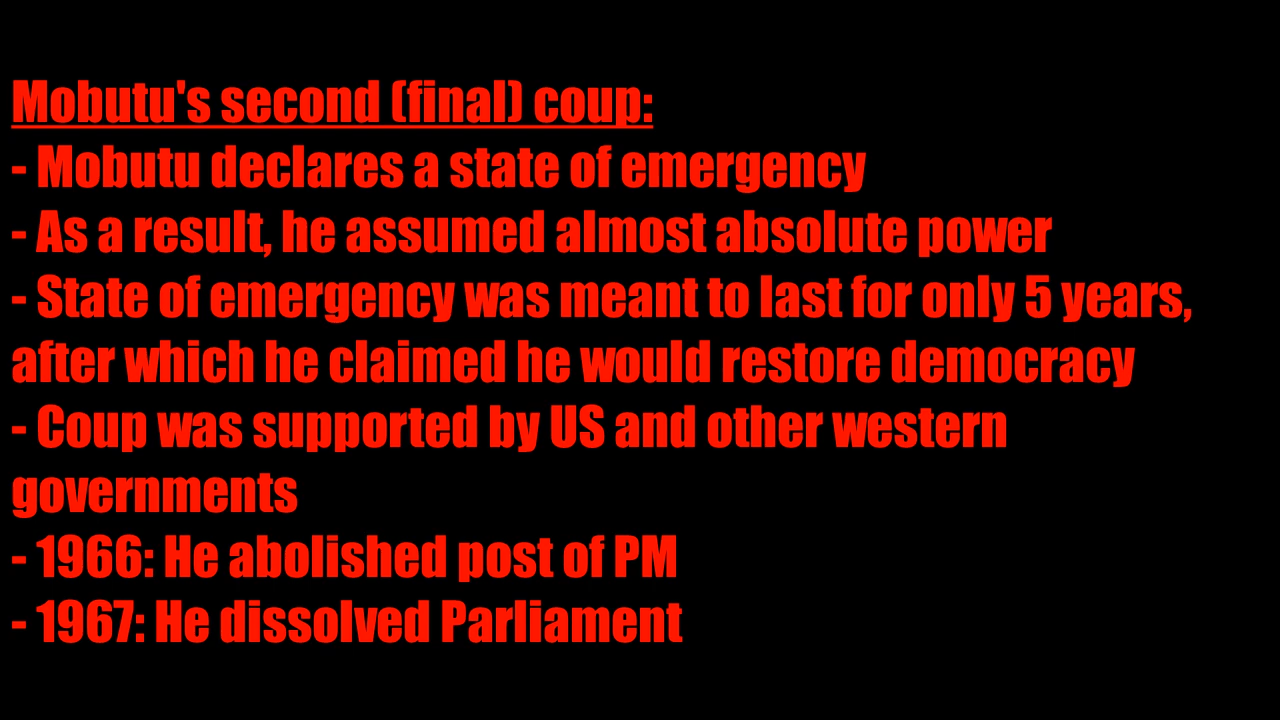 Mobutu's second (final) coup:
- Mobutu declares a state of emergency
- As a result, he assumed almost absolute power
- State of emergency was meant to last for only 5 years,
after which he claimed he would restore democracy
- Coup was supported by US and other western
governments
- 1966: He abolished post of PM
- 1967: He dissolved Parliament